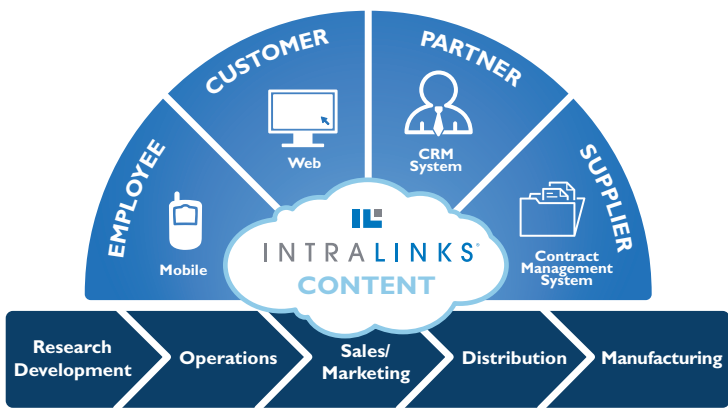 EMPLOYEE
CUSTOMER
PARTNER
SUPPLIER
Mobile
Web
CRM
System
Contract
Management
System
INTRALINKS®
CONTENT
Research
Development
Operations
Sales/
Marketing
Distribution
Manufacturing